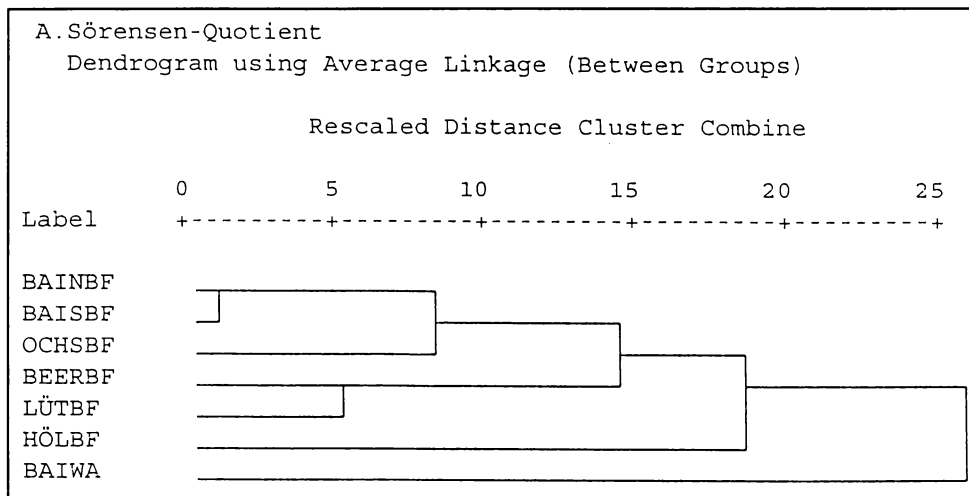 A.Sörensen-Quotient
Dendrogram using Average Linkage (Between Groups)
Rescaled Distance Cluster Combine
0 5 10 15 20 25
Label +---------+---------+---------+---------+---------+
BAINBF
BAISBF
OCHSBF
BEERBF
LÜTBF
HÖLBF
BAIWA